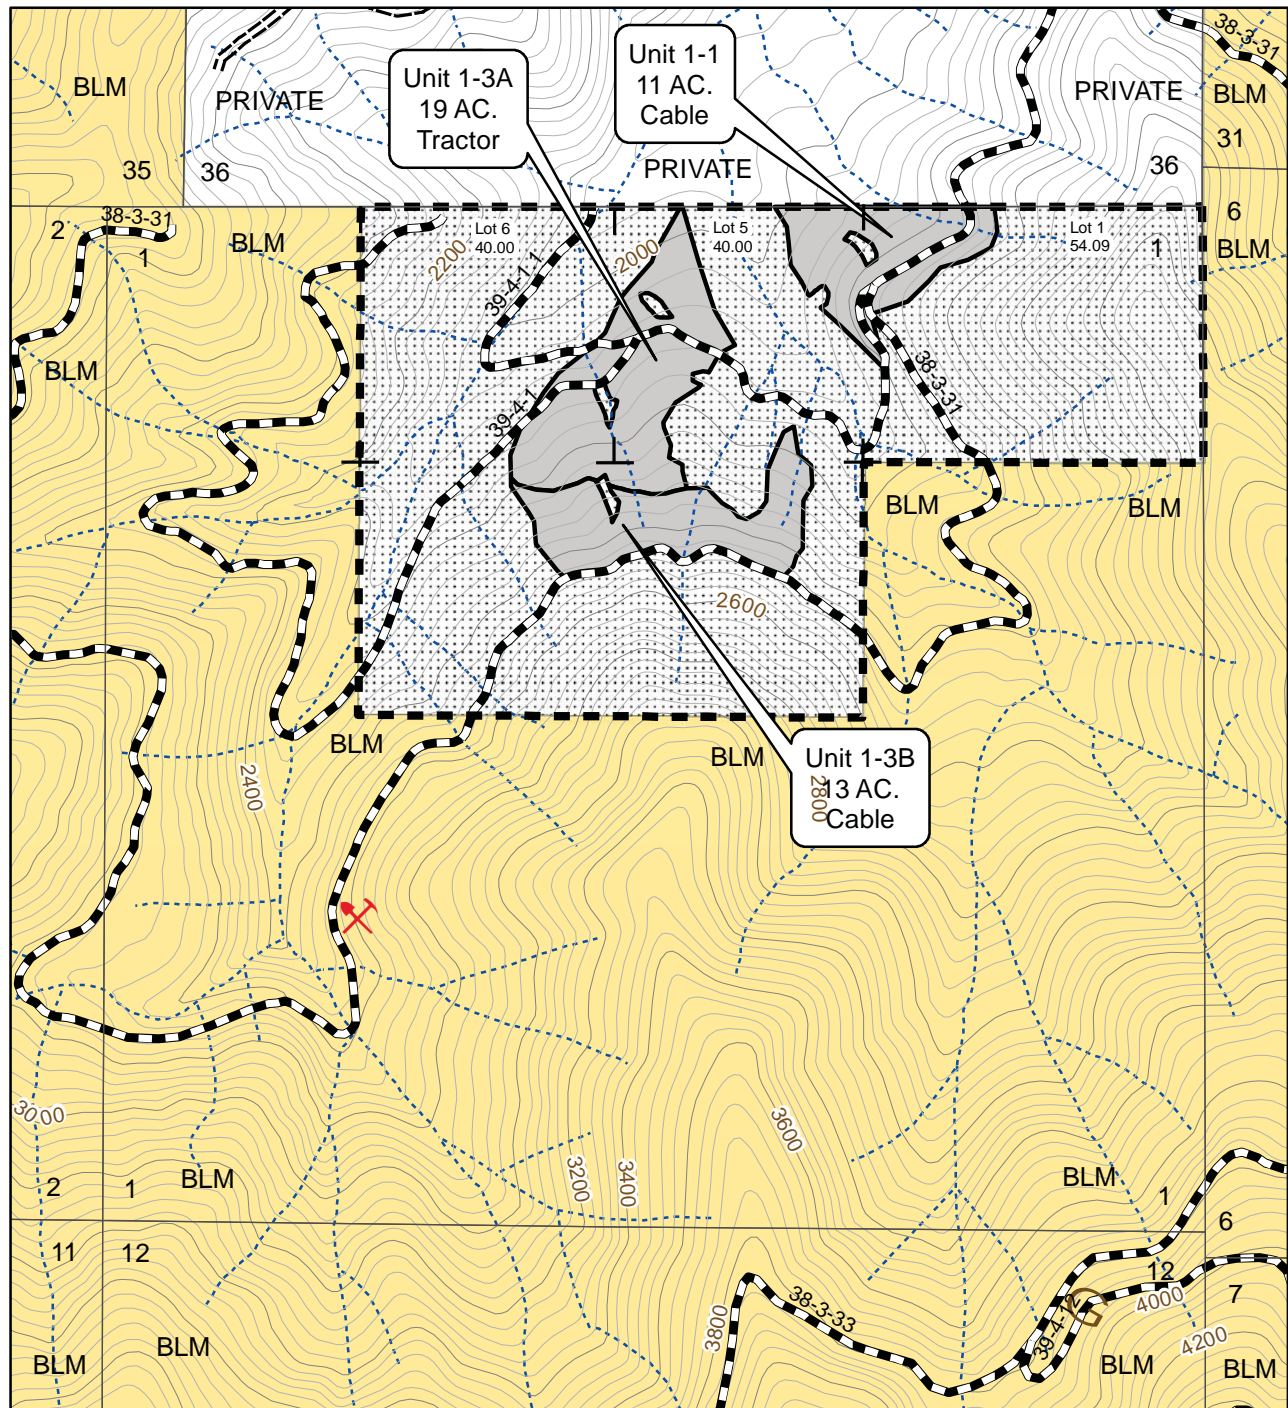 38-3-31
Unit 1-3A
19 AC.
Tractor
Unit 1-1
11 AC.
Cable
BLM
PRIVATE
PRIVATE
BLM
PRIVATE
35
36
36
31
38-3-31
2
1
BLM
Lot 6
40.00
Lot 5
40.00
Lot 1
54.09
1
6
BLM
2200
2000
39-4-1.1
BLM
38-3-31
39-4-1
BLM
BLM
2600
BLM
BLM
Unit 1-3B
13 AC.
Cable
2800
2400
3000
3600
3200
3400
BLM
BLM
2
1
1
6
11
12
12
7
38-3-33
39-4-12
G
4000
3800
4200
BLM
BLM
BLM
BLM